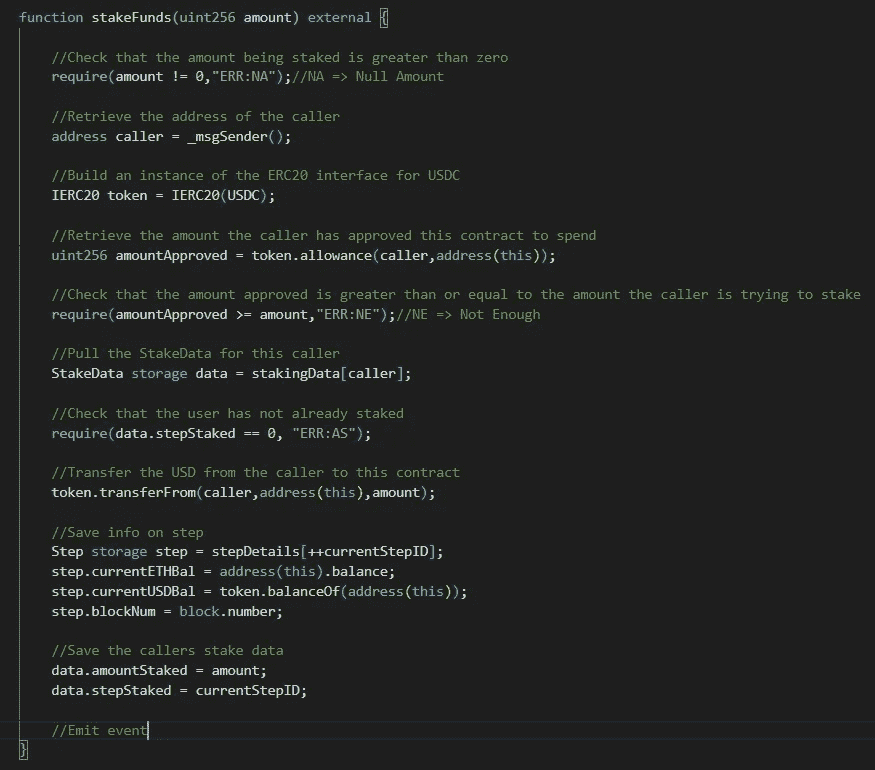 function stakeFunds(uint256 amount) external {
//Check that the amount being staked is greater than zero
require(amount != 0,"ERR:NA");//NA => Null Amount
//Retrieve the address of the caller
address caller = _msgSender();
//Build an instance of the ERC20 interface for USDC
IERC20 token = IERC20(USDC);
//Retrieve the amount the caller has approved this contract to spend
uint256 amountApproved = token.allowance(caller,address(this));
//Check that the amount approved is greater than or equal to the amount the caller is trying to stake
require(amountApproved >= amount,"ERR:NE");//NE => Not Enough
//Pull the StakeData for this caller
StakeData storage data = stakingData[caller];
//Check that the user has not already staked
require(data.stepStaked == 0, "ERR:AS");
//Transfer the USD from the caller to this contract
token.transferFrom(caller,address(this),amount);
//Save info on step
Step storage step = stepDetails[++currentStepID];
step.currentETHBal = address(this).balance;
step.currentUSDBal = token.balanceOf(address(this));
step.blockNum = block.number;
//Save the callers stake data
data.amountStaked = amount;
data.stepStaked = currentStepID;
//Emit event
}